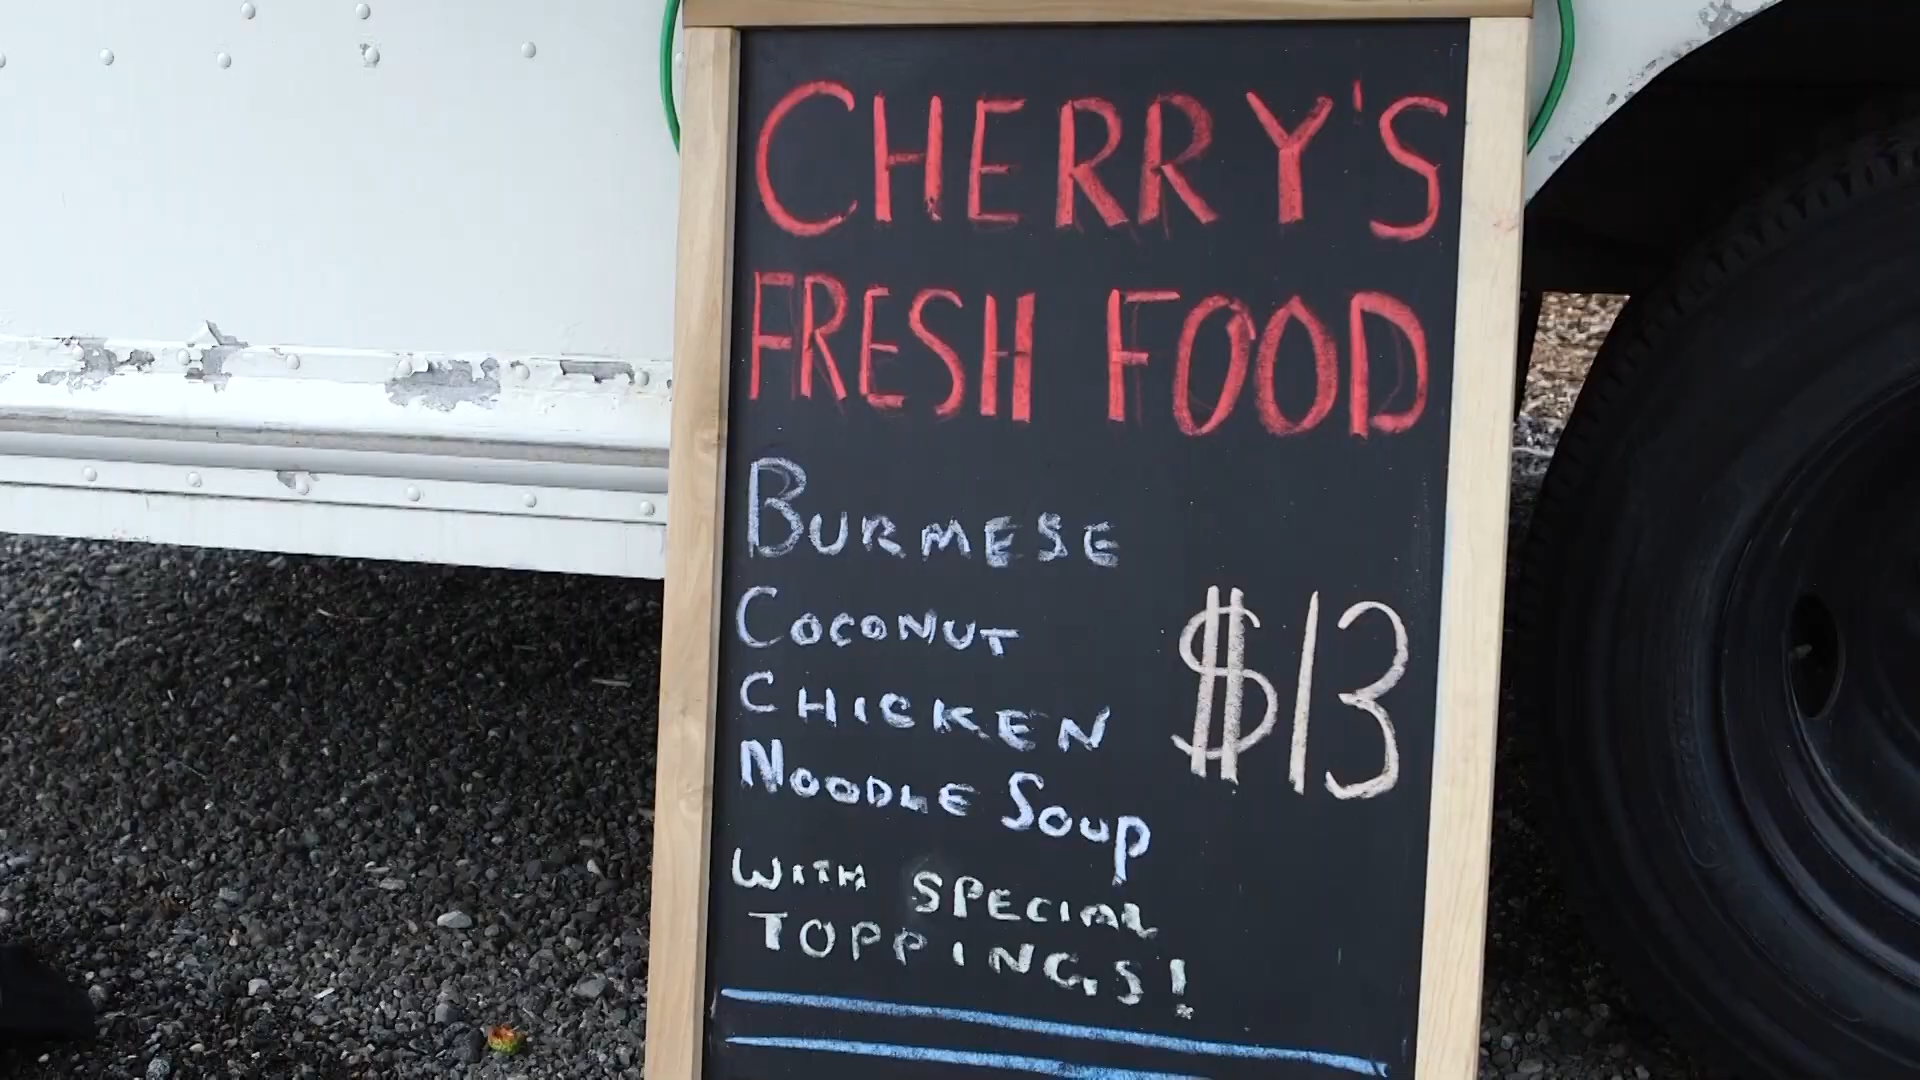 CHERRY'S
FRESH FOOD
BURMESE
COCONUT
CHICKEN
$13
NOODLE SOUP
WITH SPECIAL
TOPPINGS!